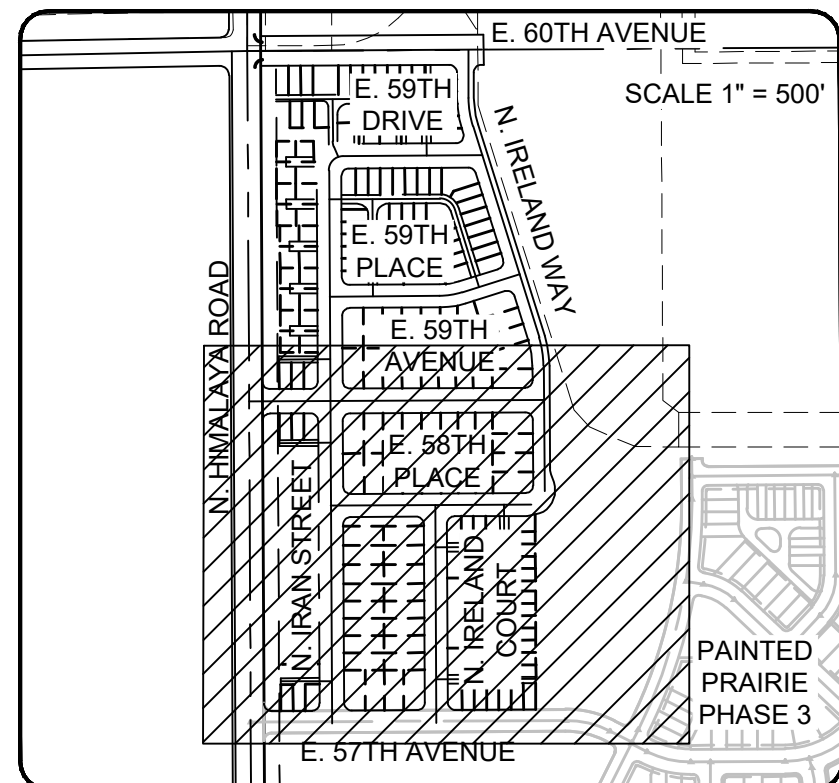 E. 60TH AVENUE
SCALE 1" = 500'
E. 59TH
DRIVE
N. IRELAND WAY
E. 59TH
PLACE
N. HIMALAYA ROAD
E. 59TH
AVENUE
E. 58TH
PLACE
N. IRAN STREET
N. IRELAND
COURT
PAINTED
PRAIRIE
PHASE 3
E. 57TH AVENUE